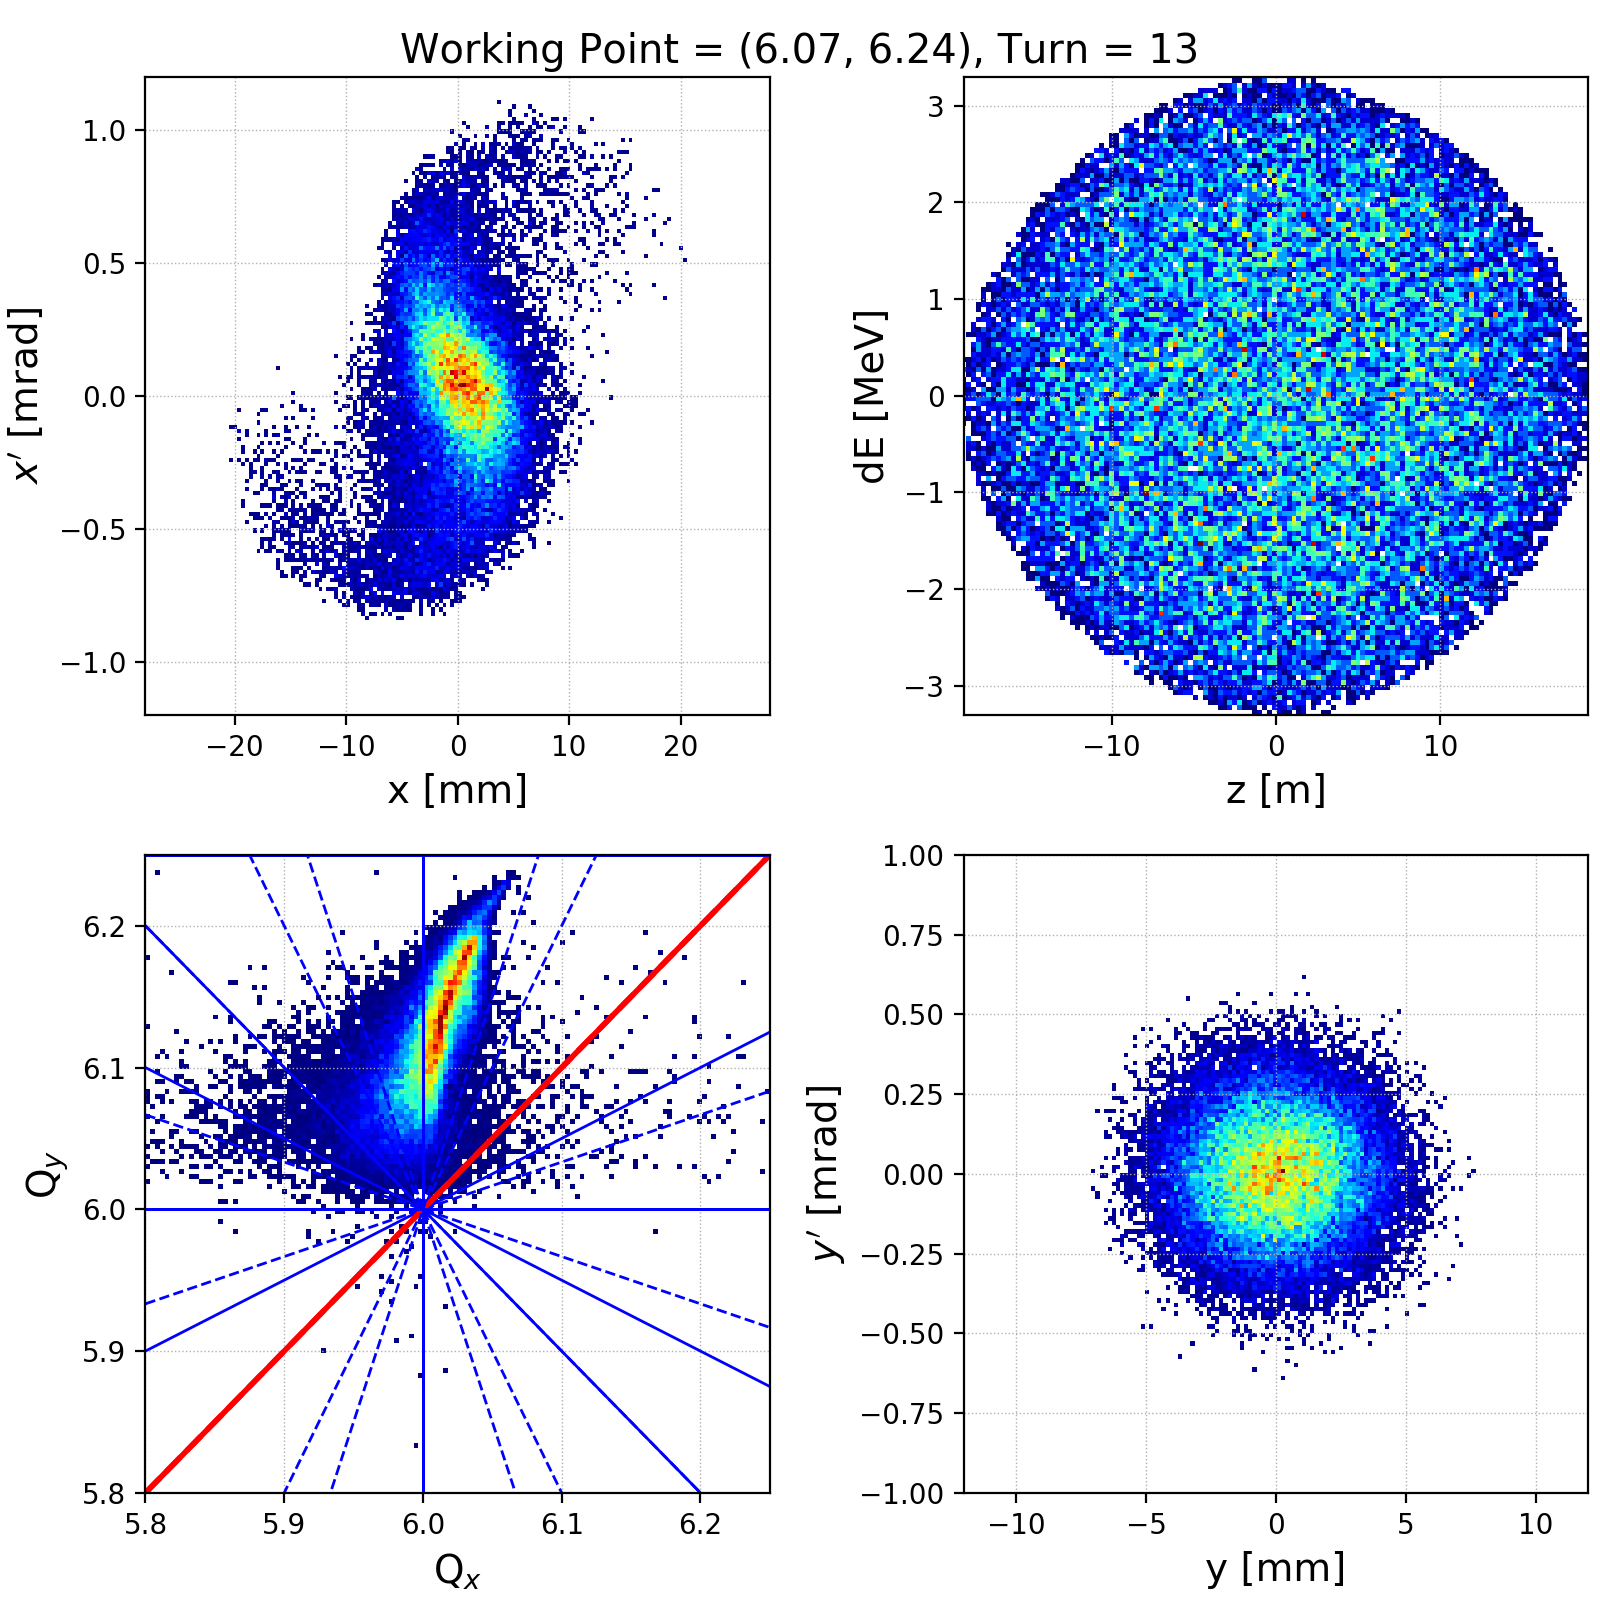 Working Point = (6.07, 6.24), Turn = 13
1.0
0.5
0.0
−0.5
−1.0
x′ [mrad]
−20 −10 0 10 20
x [mm]
3
2
1
0
−1
−2
−3
dE [MeV]
−10 0 10
z [m]
6.2
6.1
6.0
5.9
5.8
Qy
5.8 5.9 6.0 6.1 6.2
Qx
1.00
0.75
0.50
0.25
0.00
−0.25
−0.50
−0.75
−1.00
y′ [mrad]
−10 −5 0 5 10
y [mm]